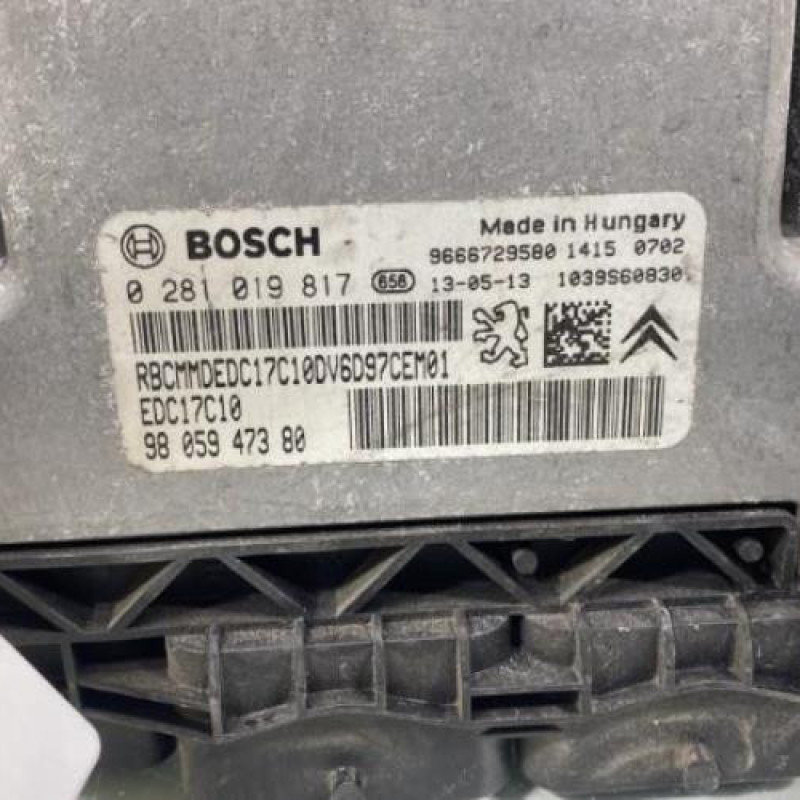 BOSCH
Made in Hungary
9666729580 1415 0702
0 281 019 817 658 13-05-13 1039S60830
RBCMMDEDC17C10DV6D97CEM01
EDC17C10
98 059 473 80